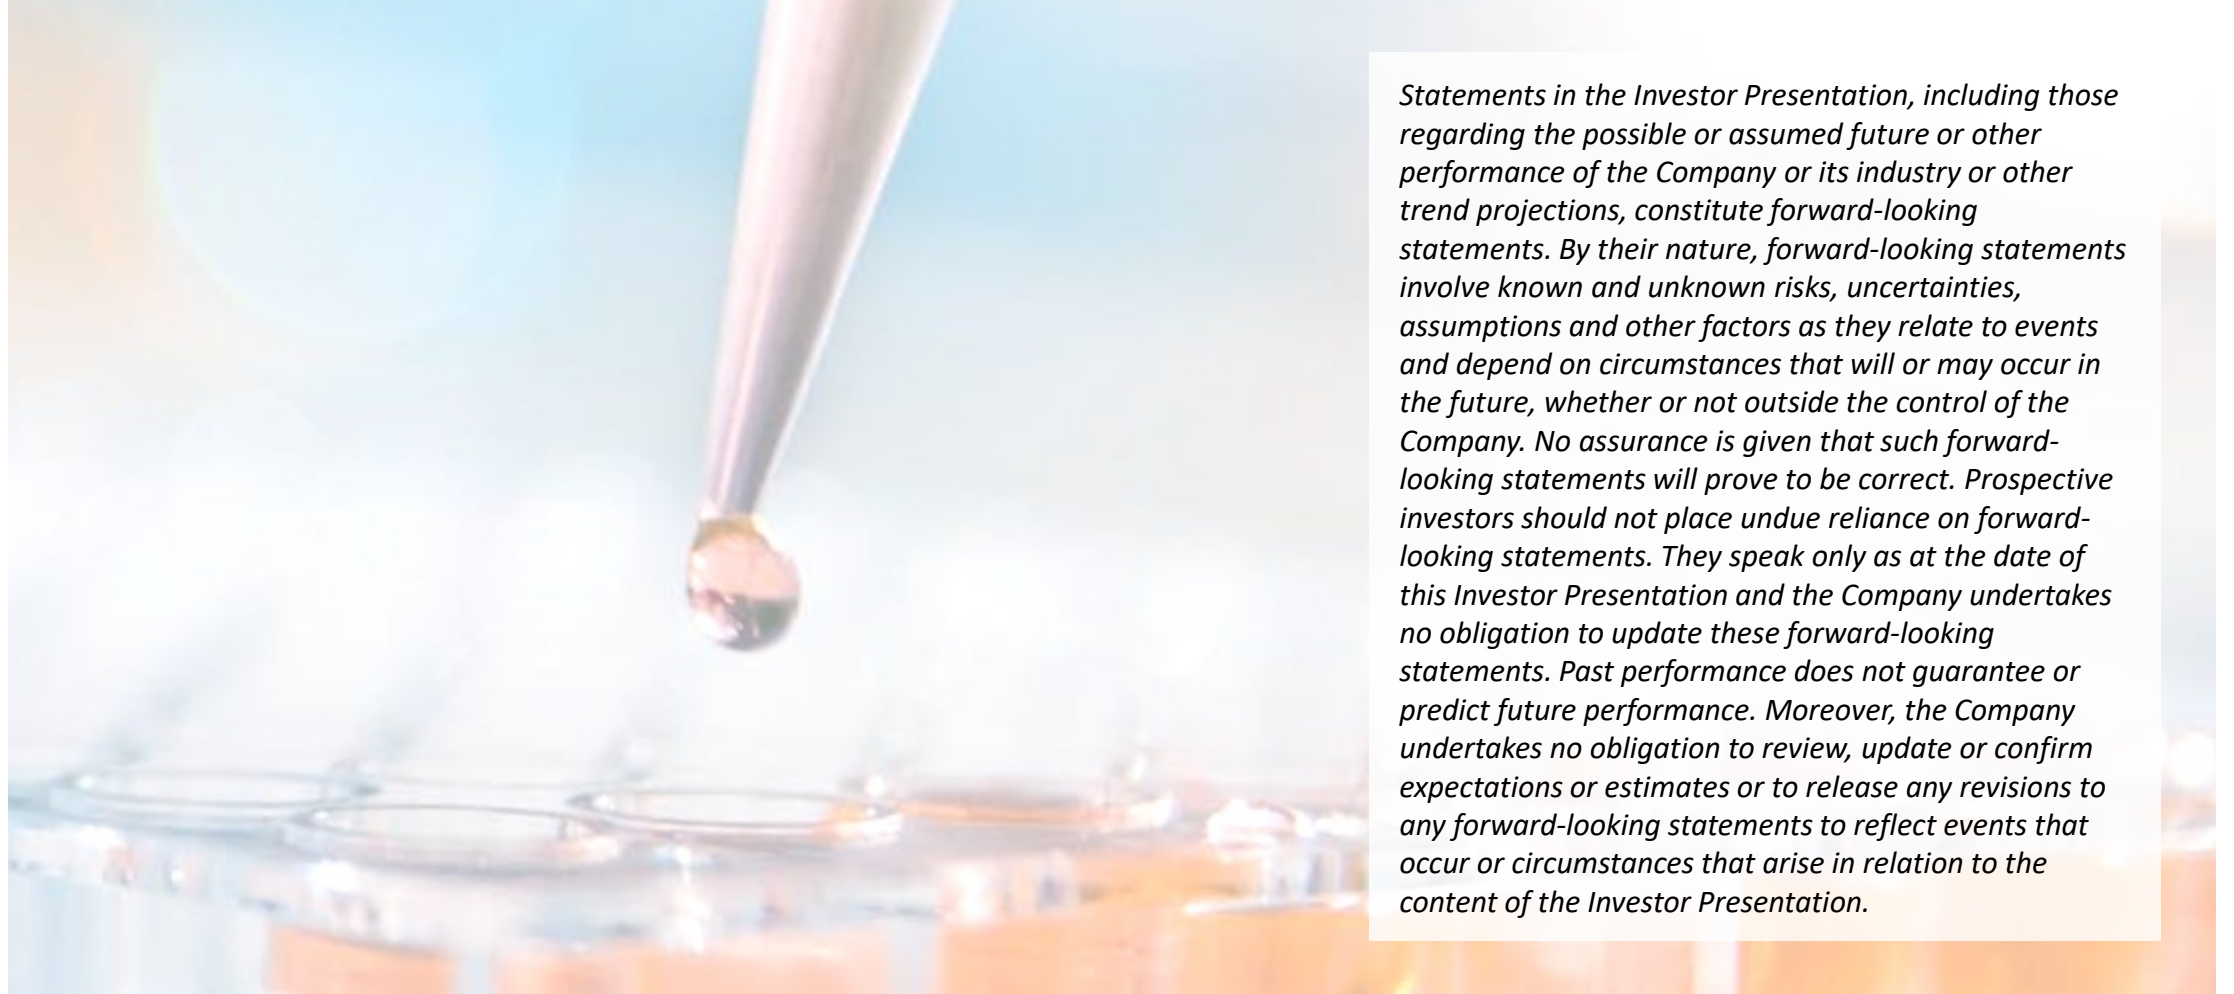 Statements in the Investor Presentation, including those
regarding the possible or assumed future or other
performance of the Company or its industry or other
trend projections, constitute forward-looking
statements. By their nature, forward-looking statements
involve known and unknown risks, uncertainties,
assumptions and other factors as they relate to events
and depend on circumstances that will or may occur in
the future, whether or not outside the control of the
Company. No assurance is given that such forward-
looking statements will prove to be correct. Prospective
investors should not place undue reliance on forward-
looking statements. They speak only as at the date of
this Investor Presentation and the Company undertakes
no obligation to update these forward-looking
statements. Past performance does not guarantee or
predict future performance. Moreover, the Company
undertakes no obligation to review, update or confirm
expectations or estimates or to release any revisions to
any forward-looking statements to reflect events that
occur or circumstances that arise in relation to the
content of the Investor Presentation.